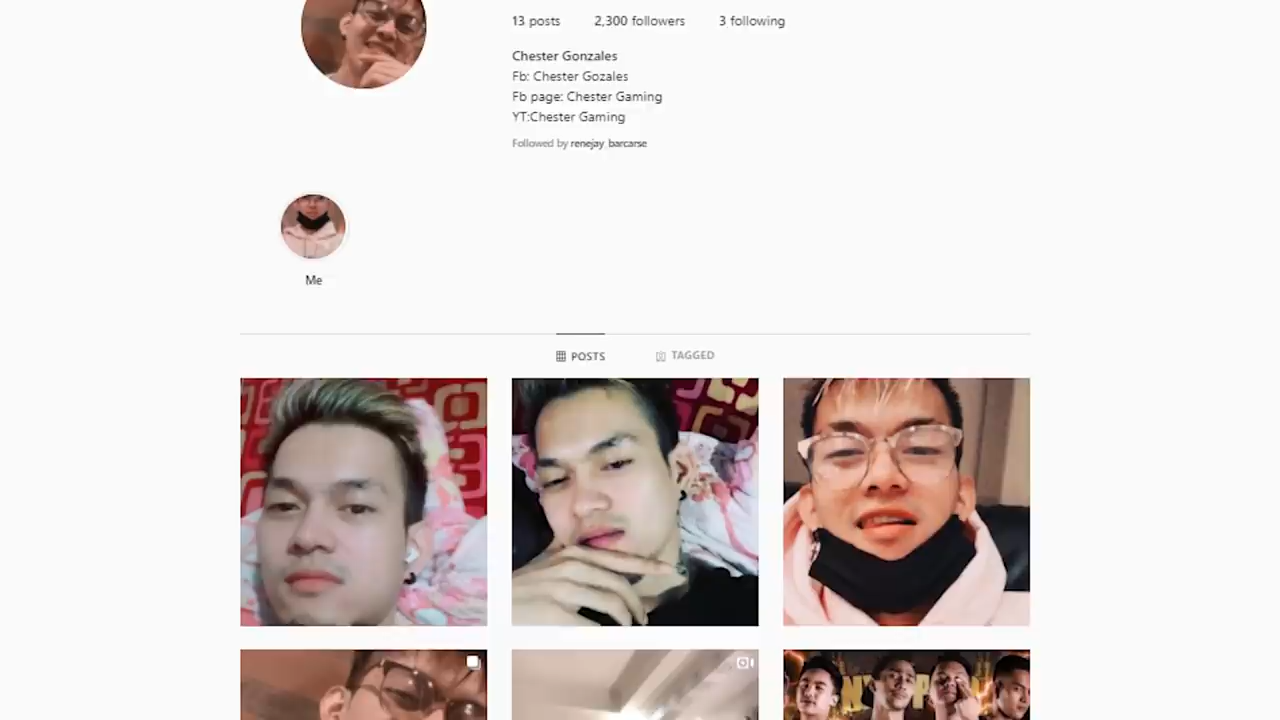 13 posts 2,300 followers 3 following
Chester Gonzales
Fb: Chester Gozales
Fb page: Chester Gaming
YT:Chester Gaming
Followed by renejay_barcarse
Me
POSTS TAGGED